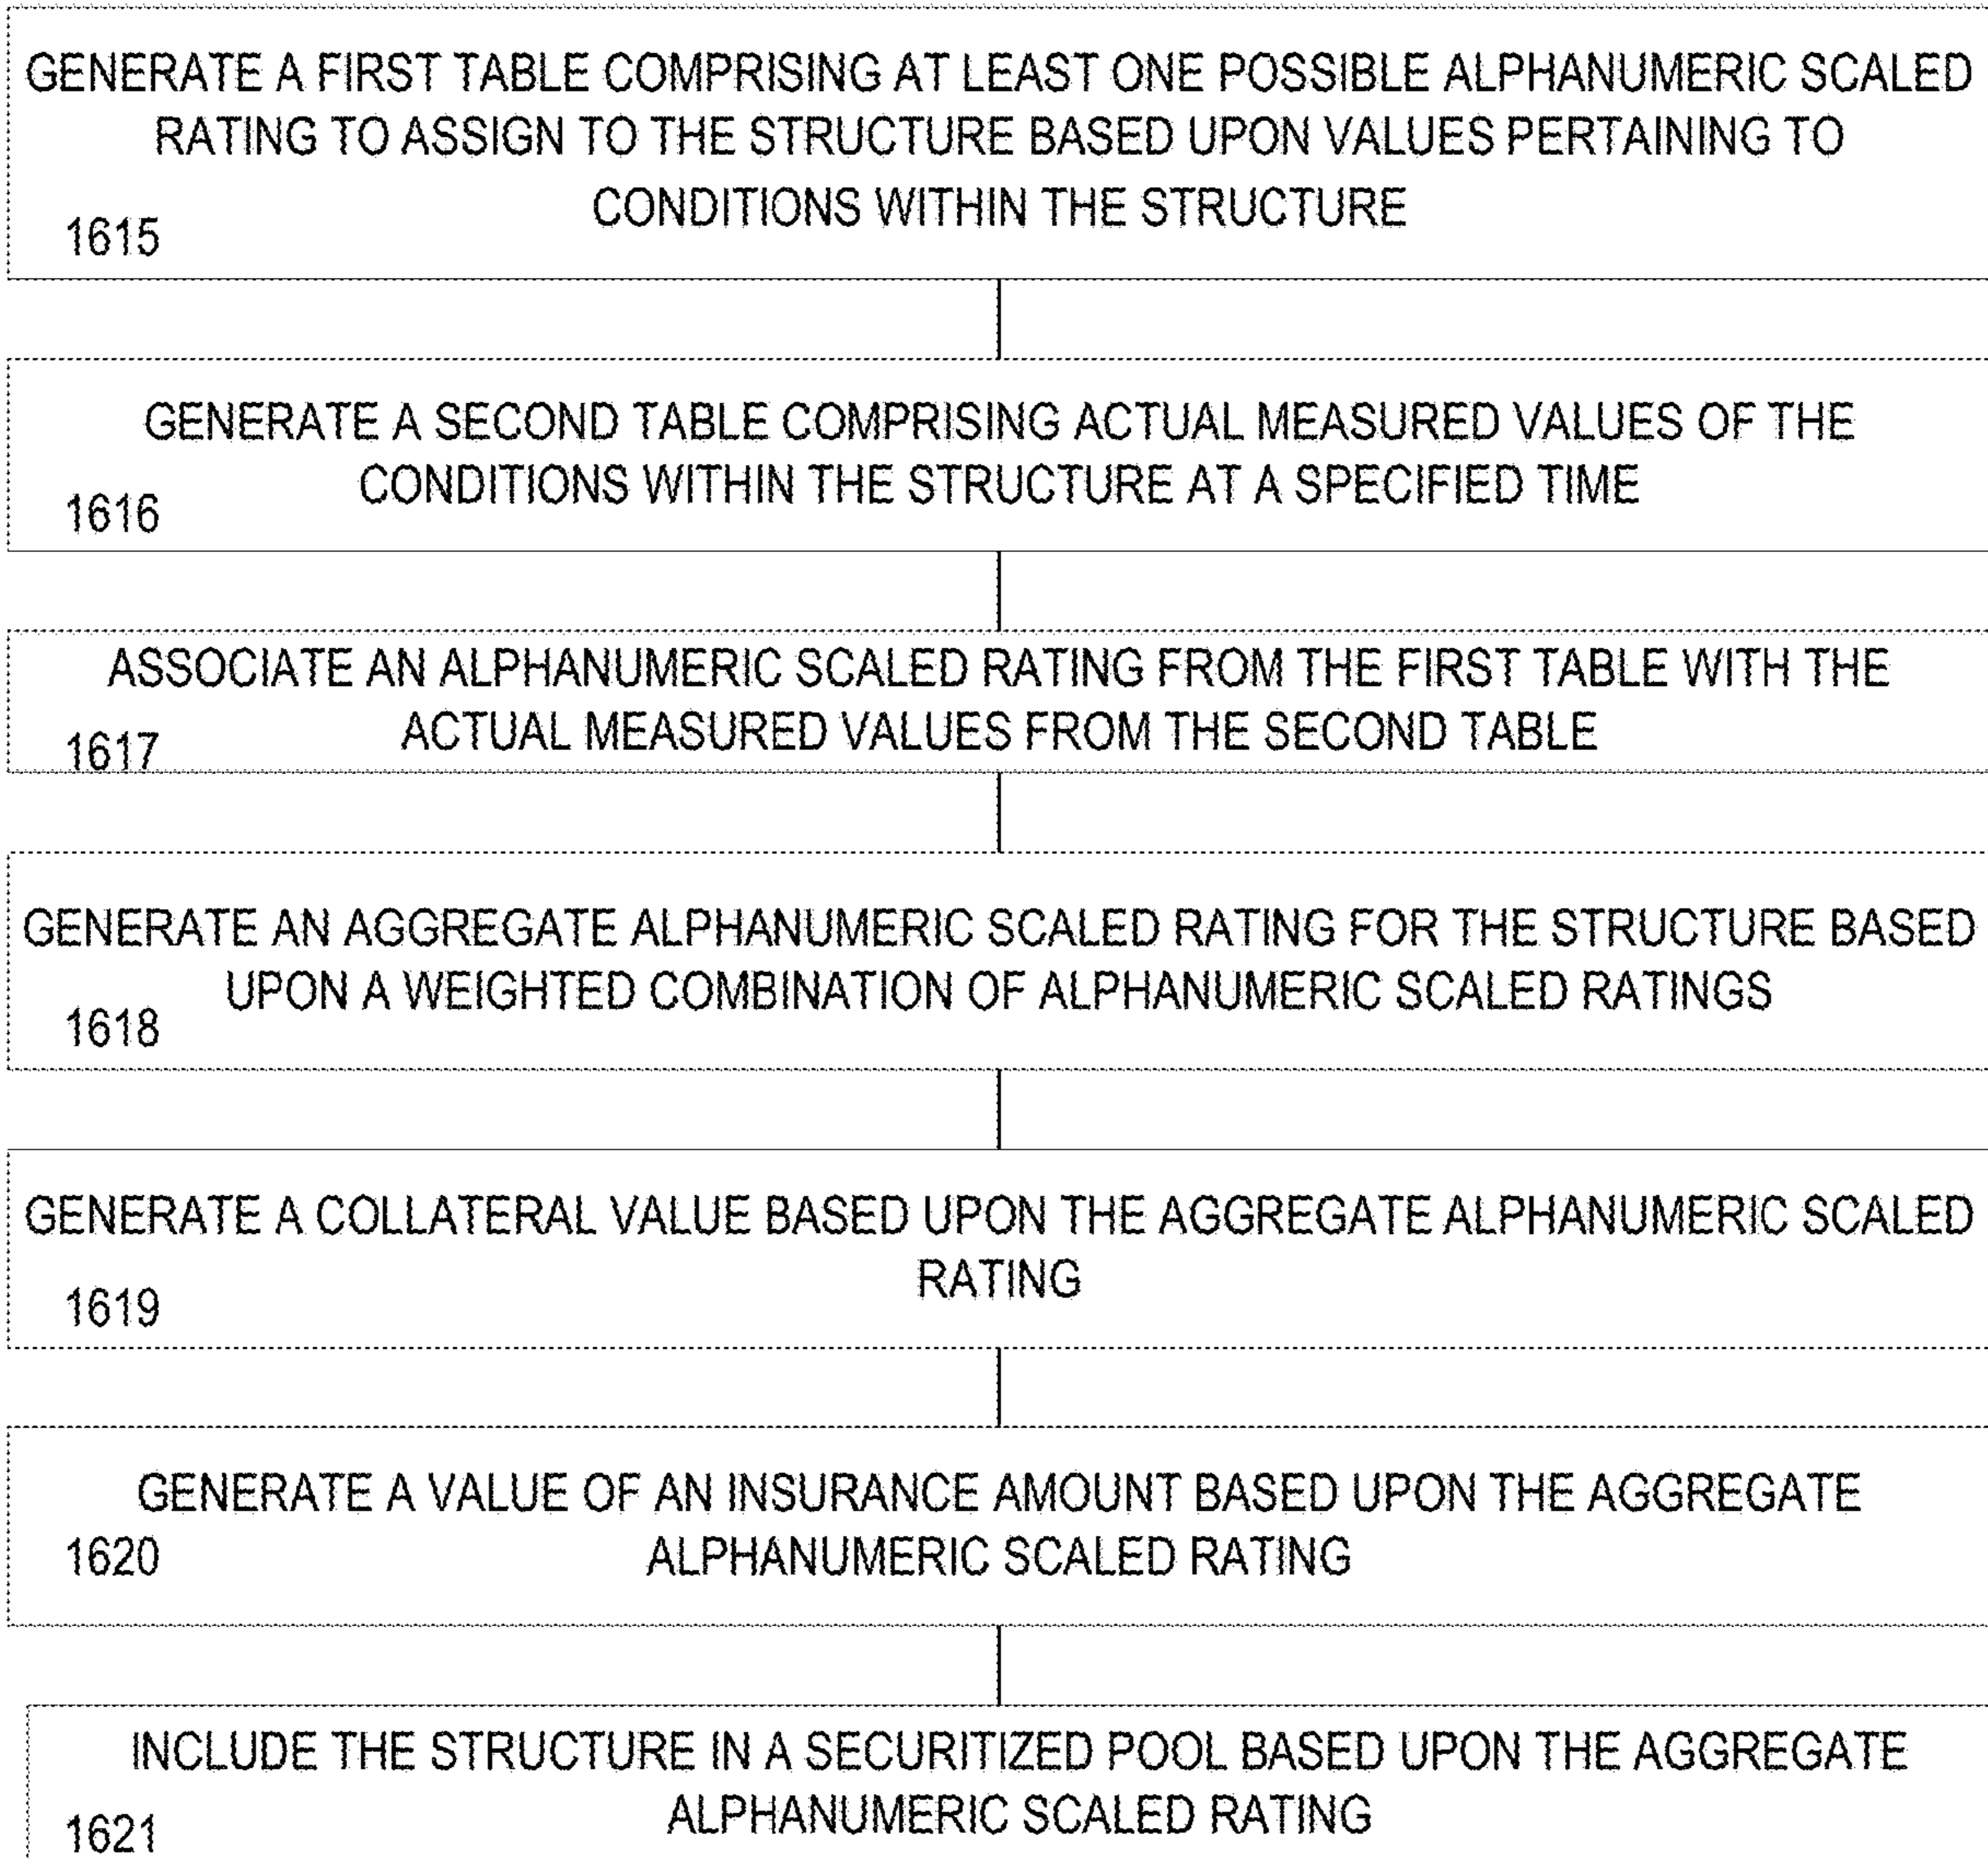 GENERATE A FIRST TABLE COMPRISING AT LEAST ONE POSSIBLE ALPHANUMERIC SCALED
RATING TO ASSIGN TO THE STRUCTURE BASED UPON VALUES PERTAINING TO
CONDITIONS WITHIN THE STRUCTURE
1615
GENERATE A SECOND TABLE COMPRISING ACTUAL MEASURED VALUES OF THE
CONDITIONS WITHIN THE STRUCTURE AT A SPECIFIED TIME
1616
ASSOCIATE AN ALPHANUMERIC SCALED RATING FROM THE FIRST TABLE WITH THE
ACTUAL MEASURED VALUES FROM THE SECOND TABLE
1617
GENERATE AN AGGREGATE ALPHANUMERIC SCALED RATING FOR THE STRUCTURE BASED
UPON A WEIGHTED COMBINATION OF ALPHANUMERIC SCALED RATINGS
1618
GENERATE A COLLATERAL VALUE BASED UPON THE AGGREGATE ALPHANUMERIC SCALED
RATING
1619
GENERATE A VALUE OF AN INSURANCE AMOUNT BASED UPON THE AGGREGATE
ALPHANUMERIC SCALED RATING
1620
INCLUDE THE STRUCTURE IN A SECURITIZED POOL BASED UPON THE AGGREGATE
ALPHANUMERIC SCALED RATING
1621